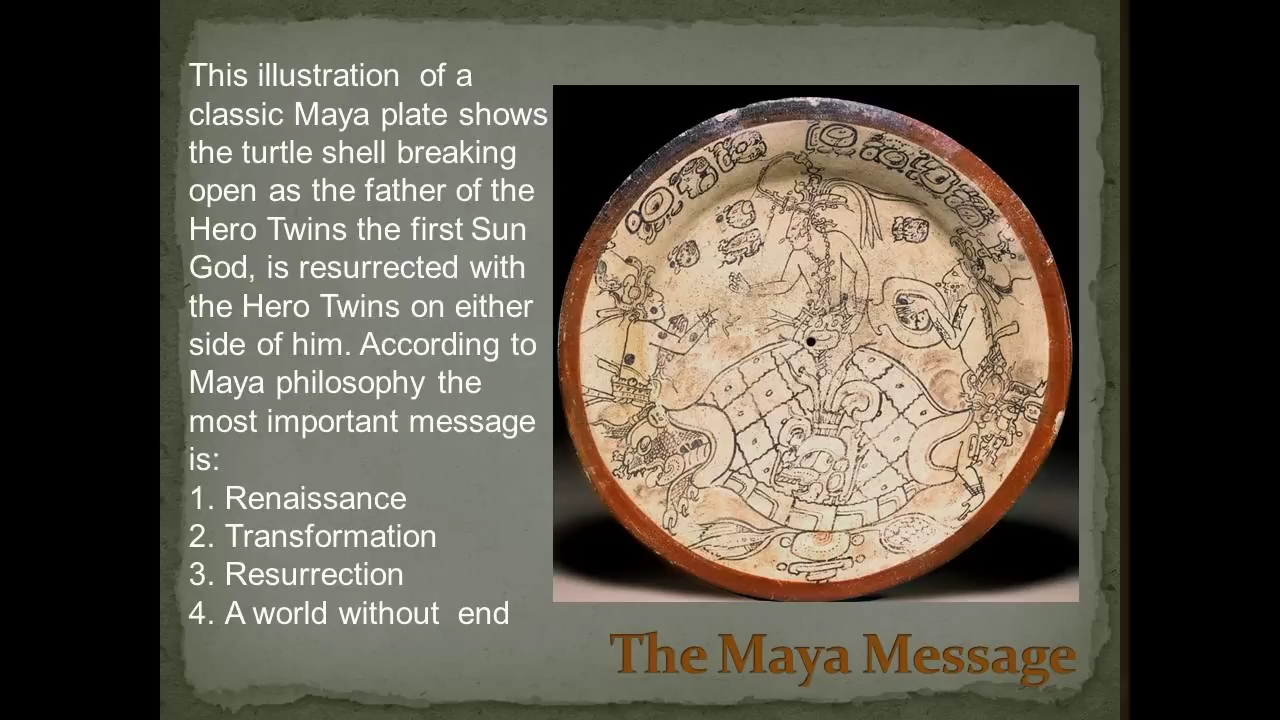 This illustration  of a
classic Maya plate shows
the turtle shell breaking
open as the father of the
Hero Twins the first Sun
God, is resurrected with
the Hero Twins on either
side of him. According to
Maya philosophy the
most important message
is:
1. Renaissance
2. Transformation
3. Resurrection
4. A world without  end
The Maya Message